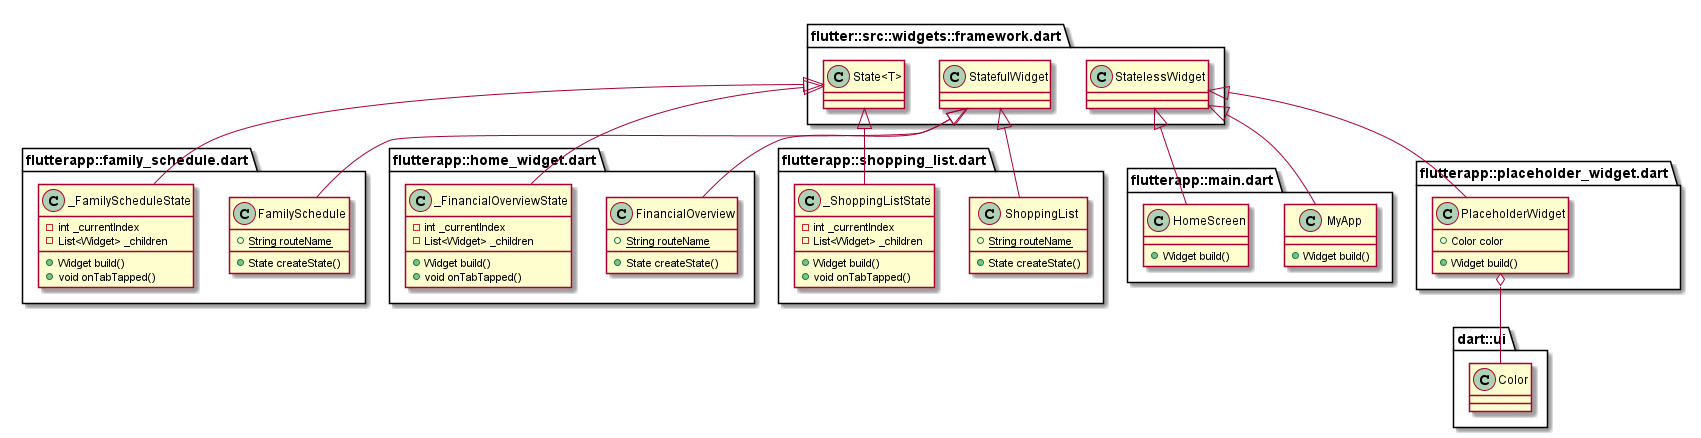 flutter::src::widgets::framework.dart
C State<T>
C StatefulWidget
C StatelessWidget
flutterapp::family_schedule.dart
C _FamilyScheduleState
int _currentIndex
List<Widget> _children
Widget build()
void onTabTapped()
C FamilySchedule
String routeName
State createState()
flutterapp::home_widget.dart
C _FinancialOverviewState
int _currentIndex
List<Widget> _children
Widget build()
void onTabTapped()
C FinancialOverview
String routeName
State createState()
flutterapp::shopping_list.dart
C _ShoppingListState
int _currentIndex
List<Widget> _children
Widget build()
void onTabTapped()
C ShoppingList
String routeName
State createState()
flutterapp::main.dart
C HomeScreen
Widget build()
C MyApp
Widget build()
flutterapp::placeholder_widget.dart
C PlaceholderWidget
Color color
Widget build()
dart::ui
C Color